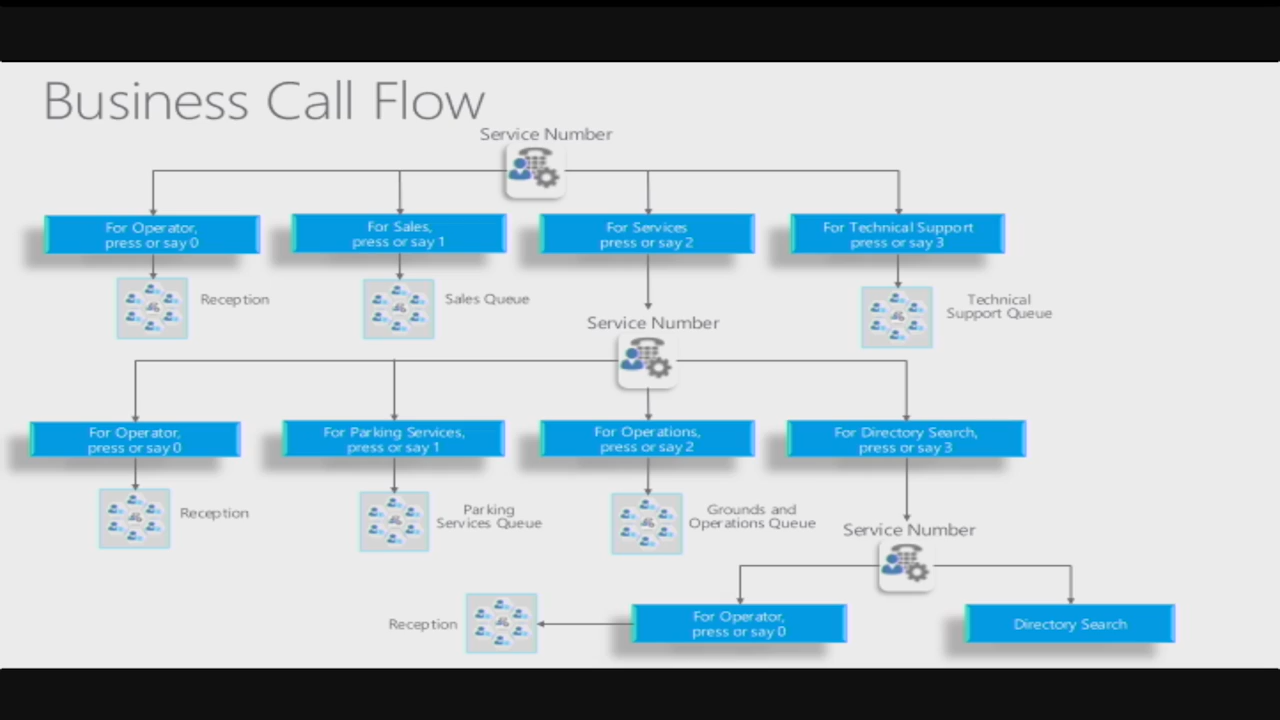 Business Call Flow
Service Number
For Operator,
press or say 0
For Sales,
press or say 1
For Services
press or say 2
For Technical Support
press or say 3
Reception
Sales Queue
Technical
Support Queue
Service Number
For Operator,
press or say 0
For Parking Services,
press or say 1
For Operations,
press or say 2
For Directory Search,
press or say 3
Reception
Parking
Services Queue
Grounds and
Operations Queue
Service Number
Reception
For Operator,
press or say 0
Directory Search